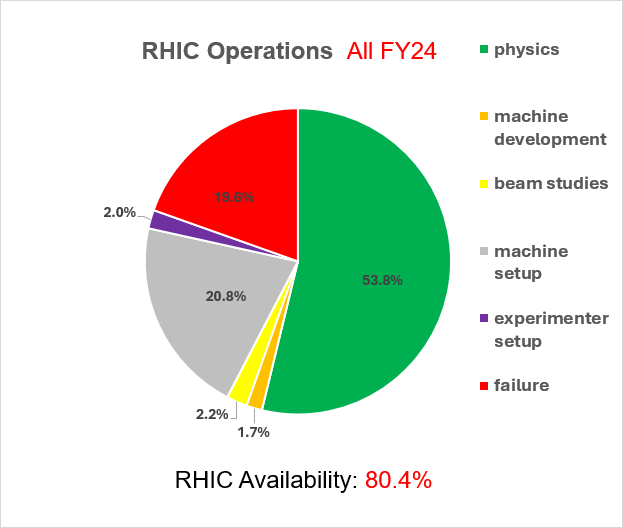 RHIC Operations All FY24
physics
machine
development
beam studies
machine
setup
experimenter
setup
failure
19.6%
2.0%
53.8%
20.8%
2.2%
1.7%
RHIC Availability: 80.4%